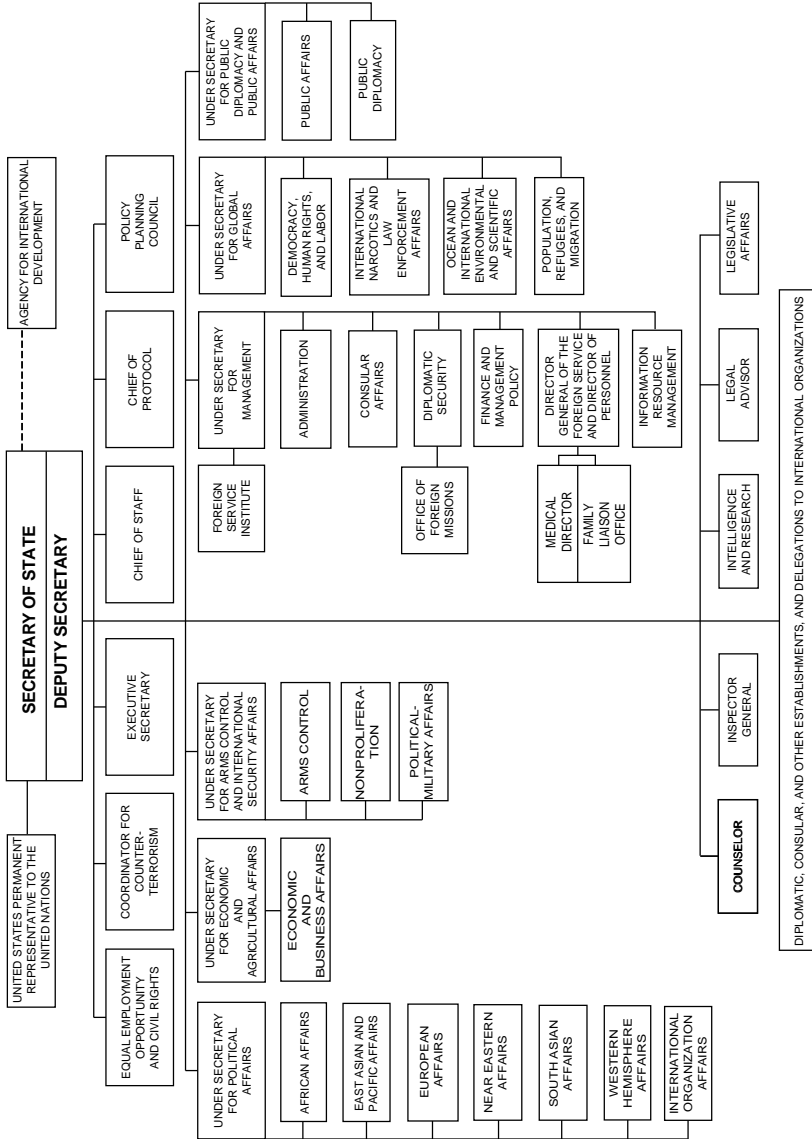 UNITED STATES PERMANENT
REPRESENTATIVE TO THE
UNITED NATIONS
SECRETARY OF STATE
DEPUTY SECRETARY
AGENCY FOR INTERNATIONAL
DEVELOPMENT
EQUAL EMPLOYMENT
OPPORTUNITY
AND CIVIL RIGHTS
COORDINATOR FOR
COUNTER-
TERRORISM
EXECUTIVE
SECRETARY
CHIEF OF STAFF
CHIEF OF
PROTOCOL
POLICY
PLANNING
COUNCIL
UNDER SECRETARY
FOR POLITICAL
AFFAIRS
AFRICAN AFFAIRS
EAST ASIAN AND
PACIFIC AFFAIRS
EUROPEAN
AFFAIRS
NEAR EASTERN
AFFAIRS
SOUTH ASIAN
AFFAIRS
WESTERN
HEMISPHERE
AFFAIRS
INTERNATIONAL
ORGANIZATION
AFFAIRS
UNDER SECRETARY
FOR ECONOMIC
AND
AGRICULTURAL AFFAIRS
ECONOMIC
AND
BUSINESS AFFAIRS
UNDER SECRETARY
FOR ARMS CONTROL
AND INTERNATIONAL
SECURITY AFFAIRS
ARMS CONTROL
NONPROLIFERA-
TION
POLITICAL-
MILITARY AFFAIRS
FOREIGN
SERVICE
INSTITUTE
UNDER SECRETARY
FOR
MANAGEMENT
ADMINISTRATION
CONSULAR
AFFAIRS
OFFICE OF
FOREIGN
MISSIONS
DIPLOMATIC
SECURITY
FINANCE AND
MANAGEMENT
POLICY
MEDICAL
DIRECTOR
FAMILY
LIAISON
OFFICE
DIRECTOR
GENERAL OF THE
FOREIGN SERVICE
AND DIRECTOR OF
PERSONNEL
INFORMATION
RESOURCE
MANAGEMENT
UNDER SECRETARY
FOR GLOBAL
AFFAIRS
DEMOCRACY,
HUMAN RIGHTS,
AND LABOR
INTERNATIONAL
NARCOTICS AND
LAW
ENFORCEMENT
AFFAIRS
OCEAN AND
INTERNATIONAL
ENVIRONMENTAL
AND SCIENTIFIC
AFFAIRS
POPULATION,
REFUGEES, AND
MIGRATION
UNDER SECRETARY
FOR PUBLIC
DIPLOMACY AND
PUBLIC AFFAIRS
PUBLIC AFFAIRS
PUBLIC
DIPLOMACY
COUNSELOR
INSPECTOR
GENERAL
INTELLIGENCE
AND RESEARCH
LEGAL
ADVISOR
LEGISLATIVE
AFFAIRS
DIPLOMATIC, CONSULAR, AND OTHER ESTABLISHMENTS, AND DELEGATIONS TO INTERNATIONAL ORGANIZATIONS